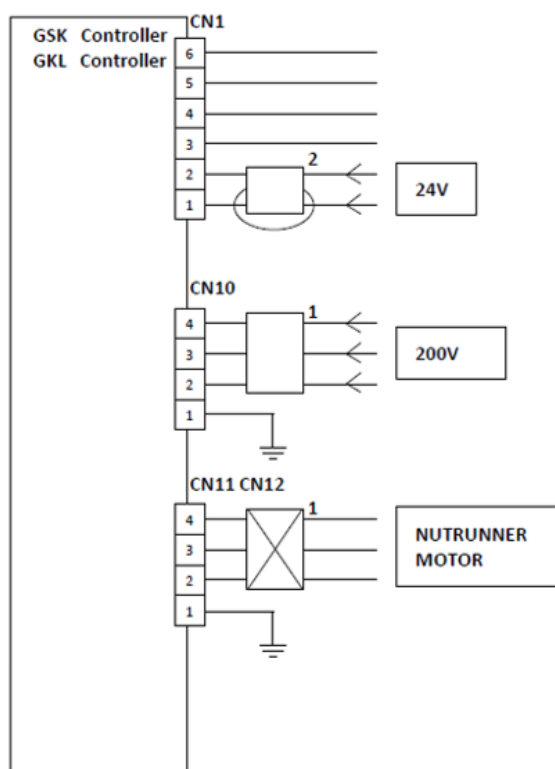 CN1
GSK Controller
GKL Controller
6
5
4
3
2
1
2
24V
CN10
4
3
2
1
1
200V
CN11 CN12
4
3
2
1
1
NUTRUNNER
MOTOR